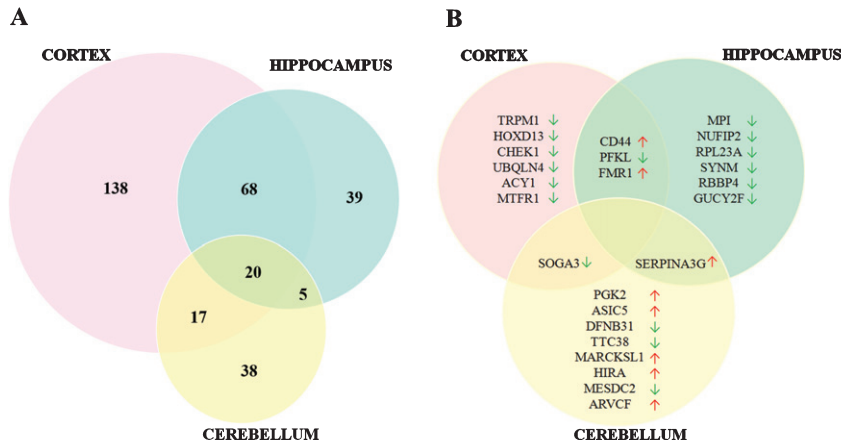 A
CORTEX
HIPPOCAMPUS
138
68
39
20
5
17
38
CEREBELLUM
B
CORTEX
HIPPOCAMPUS
TRPM1 ↓
HOXD13 ↓
CHEK1 ↓
UBQLN4 ↓
ACY1 ↓
MTFR1 ↓
CD44 ↑
PFKL ↓
FMR1 ↑
MPI ↓
NUFIP2 ↓
RPL23A ↓
SYNM ↓
RBBP4 ↓
GUCY2F ↓
SOGA3 ↓
SERPINA3G ↑
PGK2 ↑
ASIC5 ↑
DFNB31 ↓
TTC38 ↓
MARCKSL1 ↑
HIRA ↑
MESDC2 ↓
ARVCF ↑
CEREBELLUM